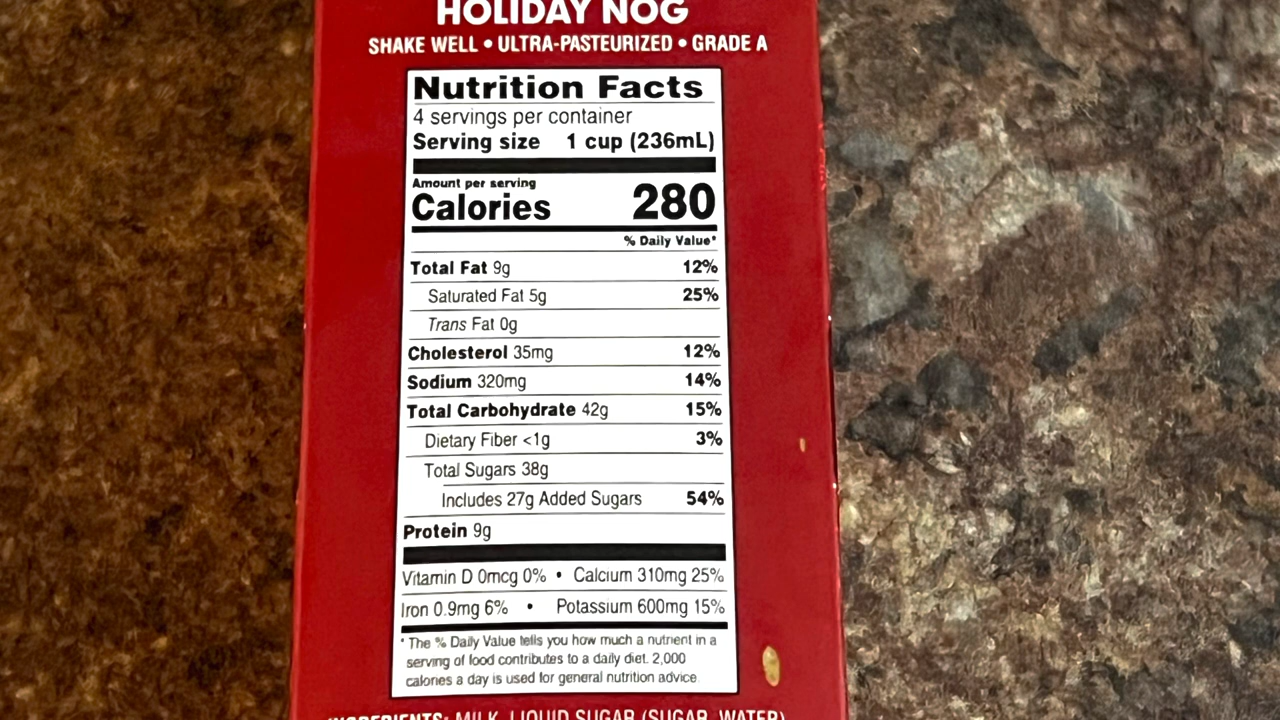 HOLIDAY NOG
SHAKE WELL • ULTRA-PASTEURIZED • GRADE A
Nutrition Facts
4 servings per container
Serving size 1 cup (236mL)
Amount per serving
Calories 280
% Daily Value*
Total Fat 9g 12%
Saturated Fat 5g 25%
Trans Fat 0g
Cholesterol 35mg 12%
Sodium 320mg 14%
Total Carbohydrate 42g 15%
Dietary Fiber <1g 3%
Total Sugars 38g
Includes 27g Added Sugars 54%
Protein 9g
Vitamin D 0mcg 0% • Calcium 310mg 25%
Iron 0.9mg 6% • Potassium 600mg 15%
* The % Daily Value tells you how much a nutrient in a
serving of food contributes to a daily diet. 2,000
calories a day is used for general nutrition advice.
INGREDIENTS: MILK, LIQUID SUGAR (SUGAR, WATER),